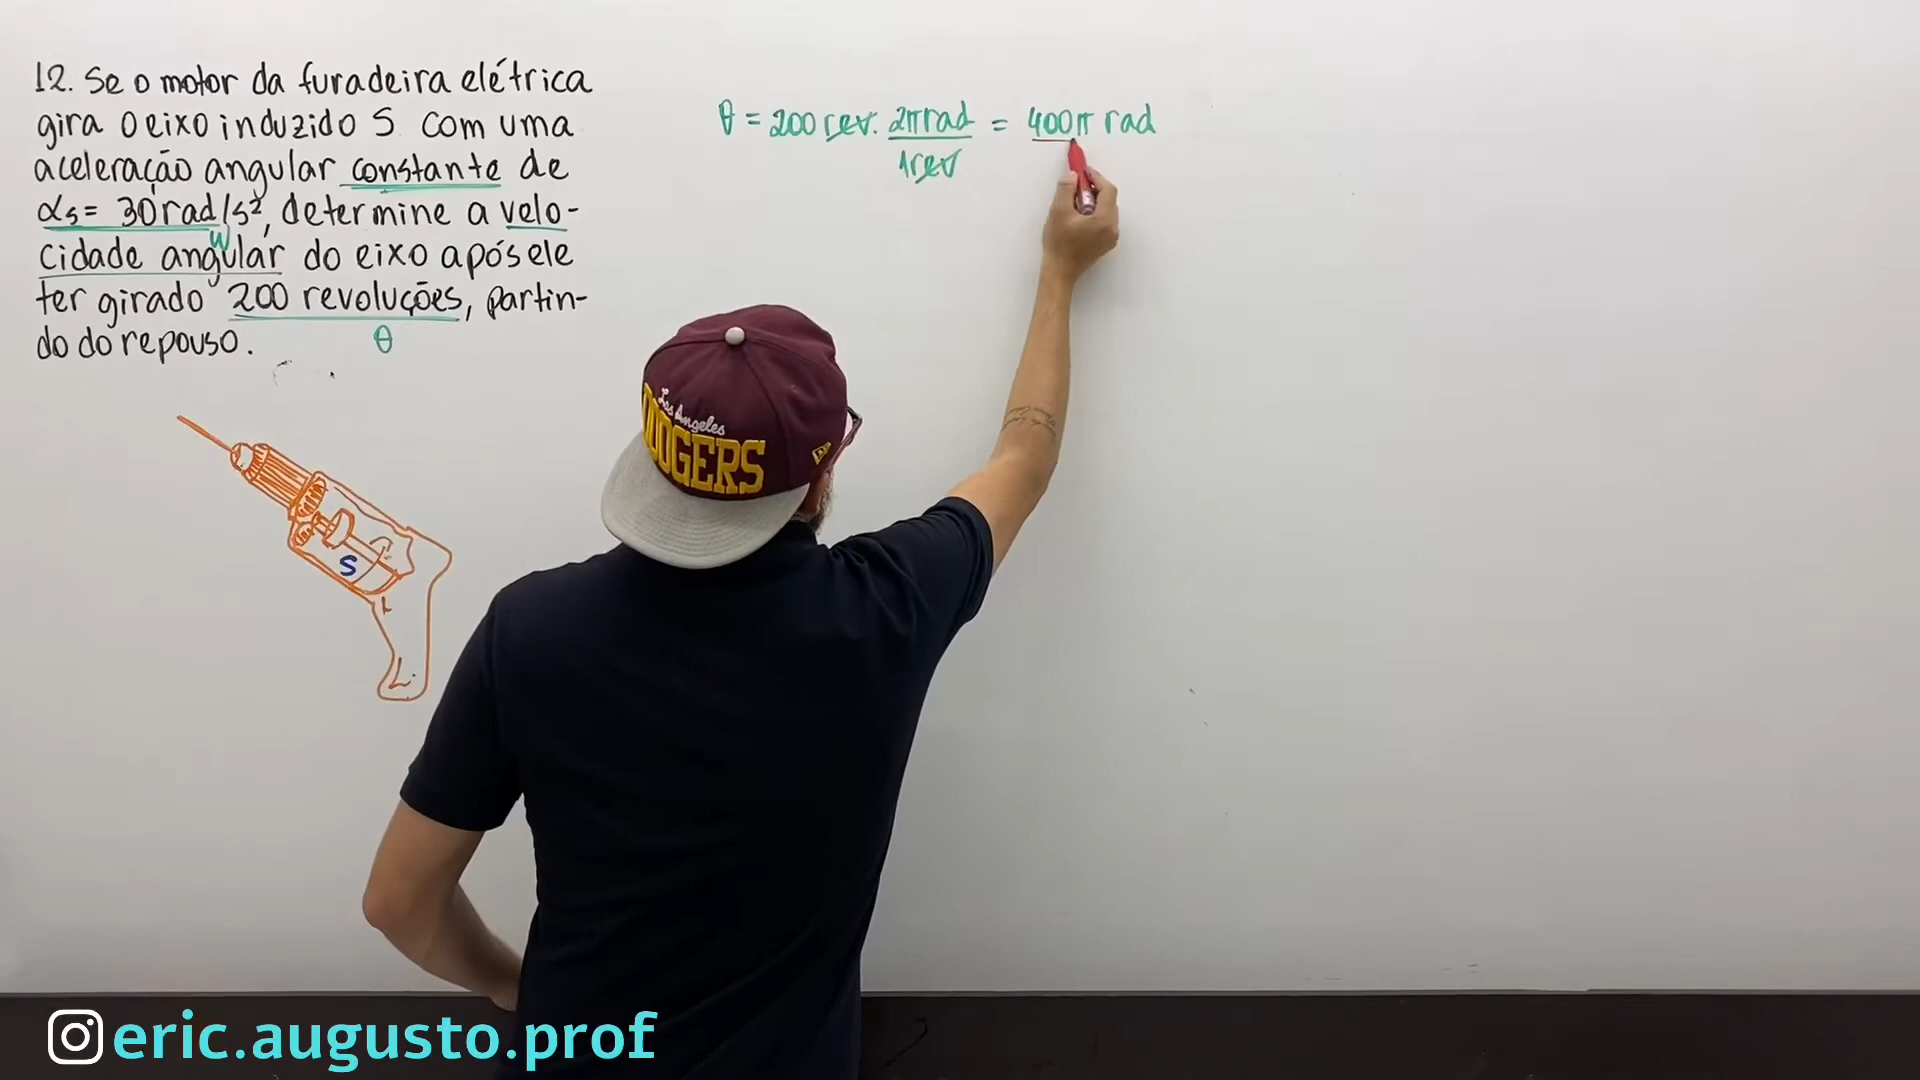 12. Se o motor da furadeira elétrica
gira o eixo induzido S com uma
aceleração angular constante de
αs = 30 rad/s², determine a velo-
w
cidade angular do eixo após ele
ter girado 200 revoluções, partin-
do do repouso.
θ
S
θ = 200 rev. 2π rad / 1 rev = 400π rad
Los Angeles
DODGERS
eric.augusto.prof